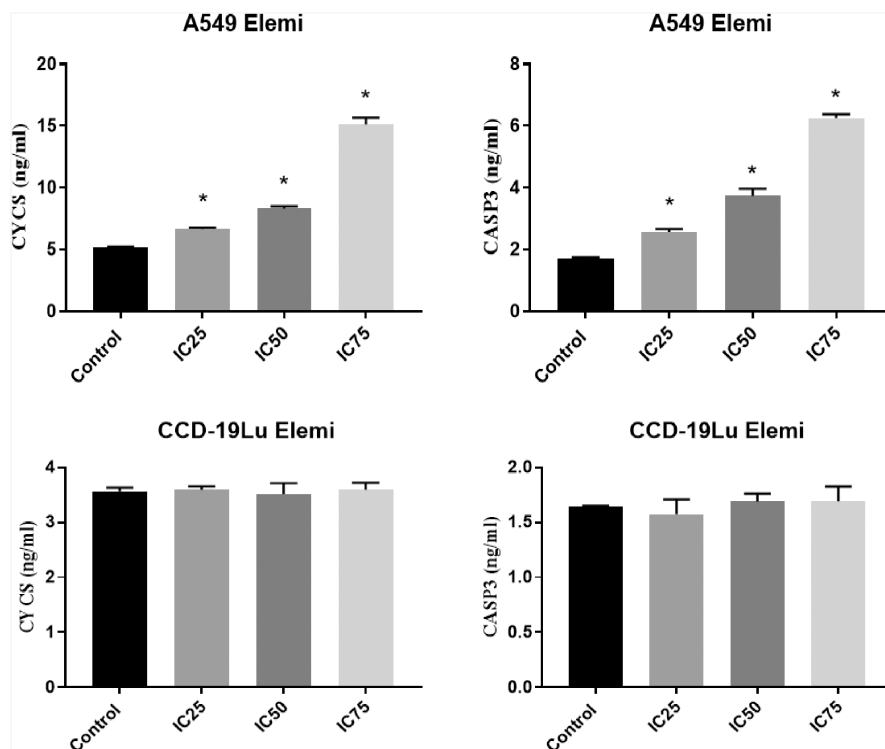 A549 Elemi
CYCS (ng/ml)
20
15
10
5
0
*
*
*
Control
IC25
IC50
IC75
A549 Elemi
CASP3 (ng/ml)
8
6
4
2
0
*
*
*
Control
IC25
IC50
IC75
CCD-19Lu Elemi
CYCS (ng/ml)
4
3
2
1
0
Control
IC25
IC50
IC75
CCD-19Lu Elemi
CASP3 (ng/ml)
2.0
1.5
1.0
0.5
0.0
Control
IC25
IC50
IC75